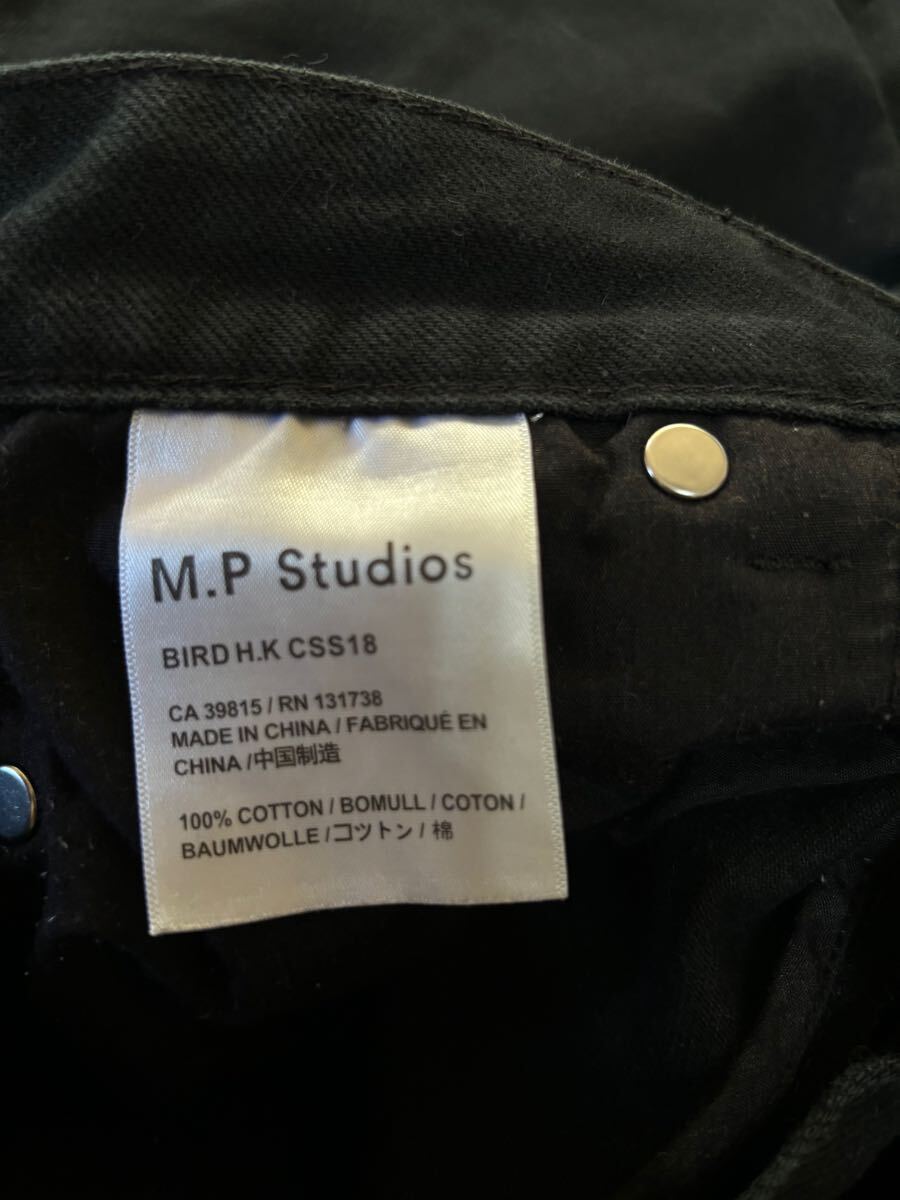 M.P Studios
BIRD H.K CSS18
CA 39815 / RN 131738
MADE IN CHINA / FABRIQUÉ EN
CHINA /中国制造
100% COTTON / BOMULL / COTON /
BAUMWOLLE /コツトン / 棉